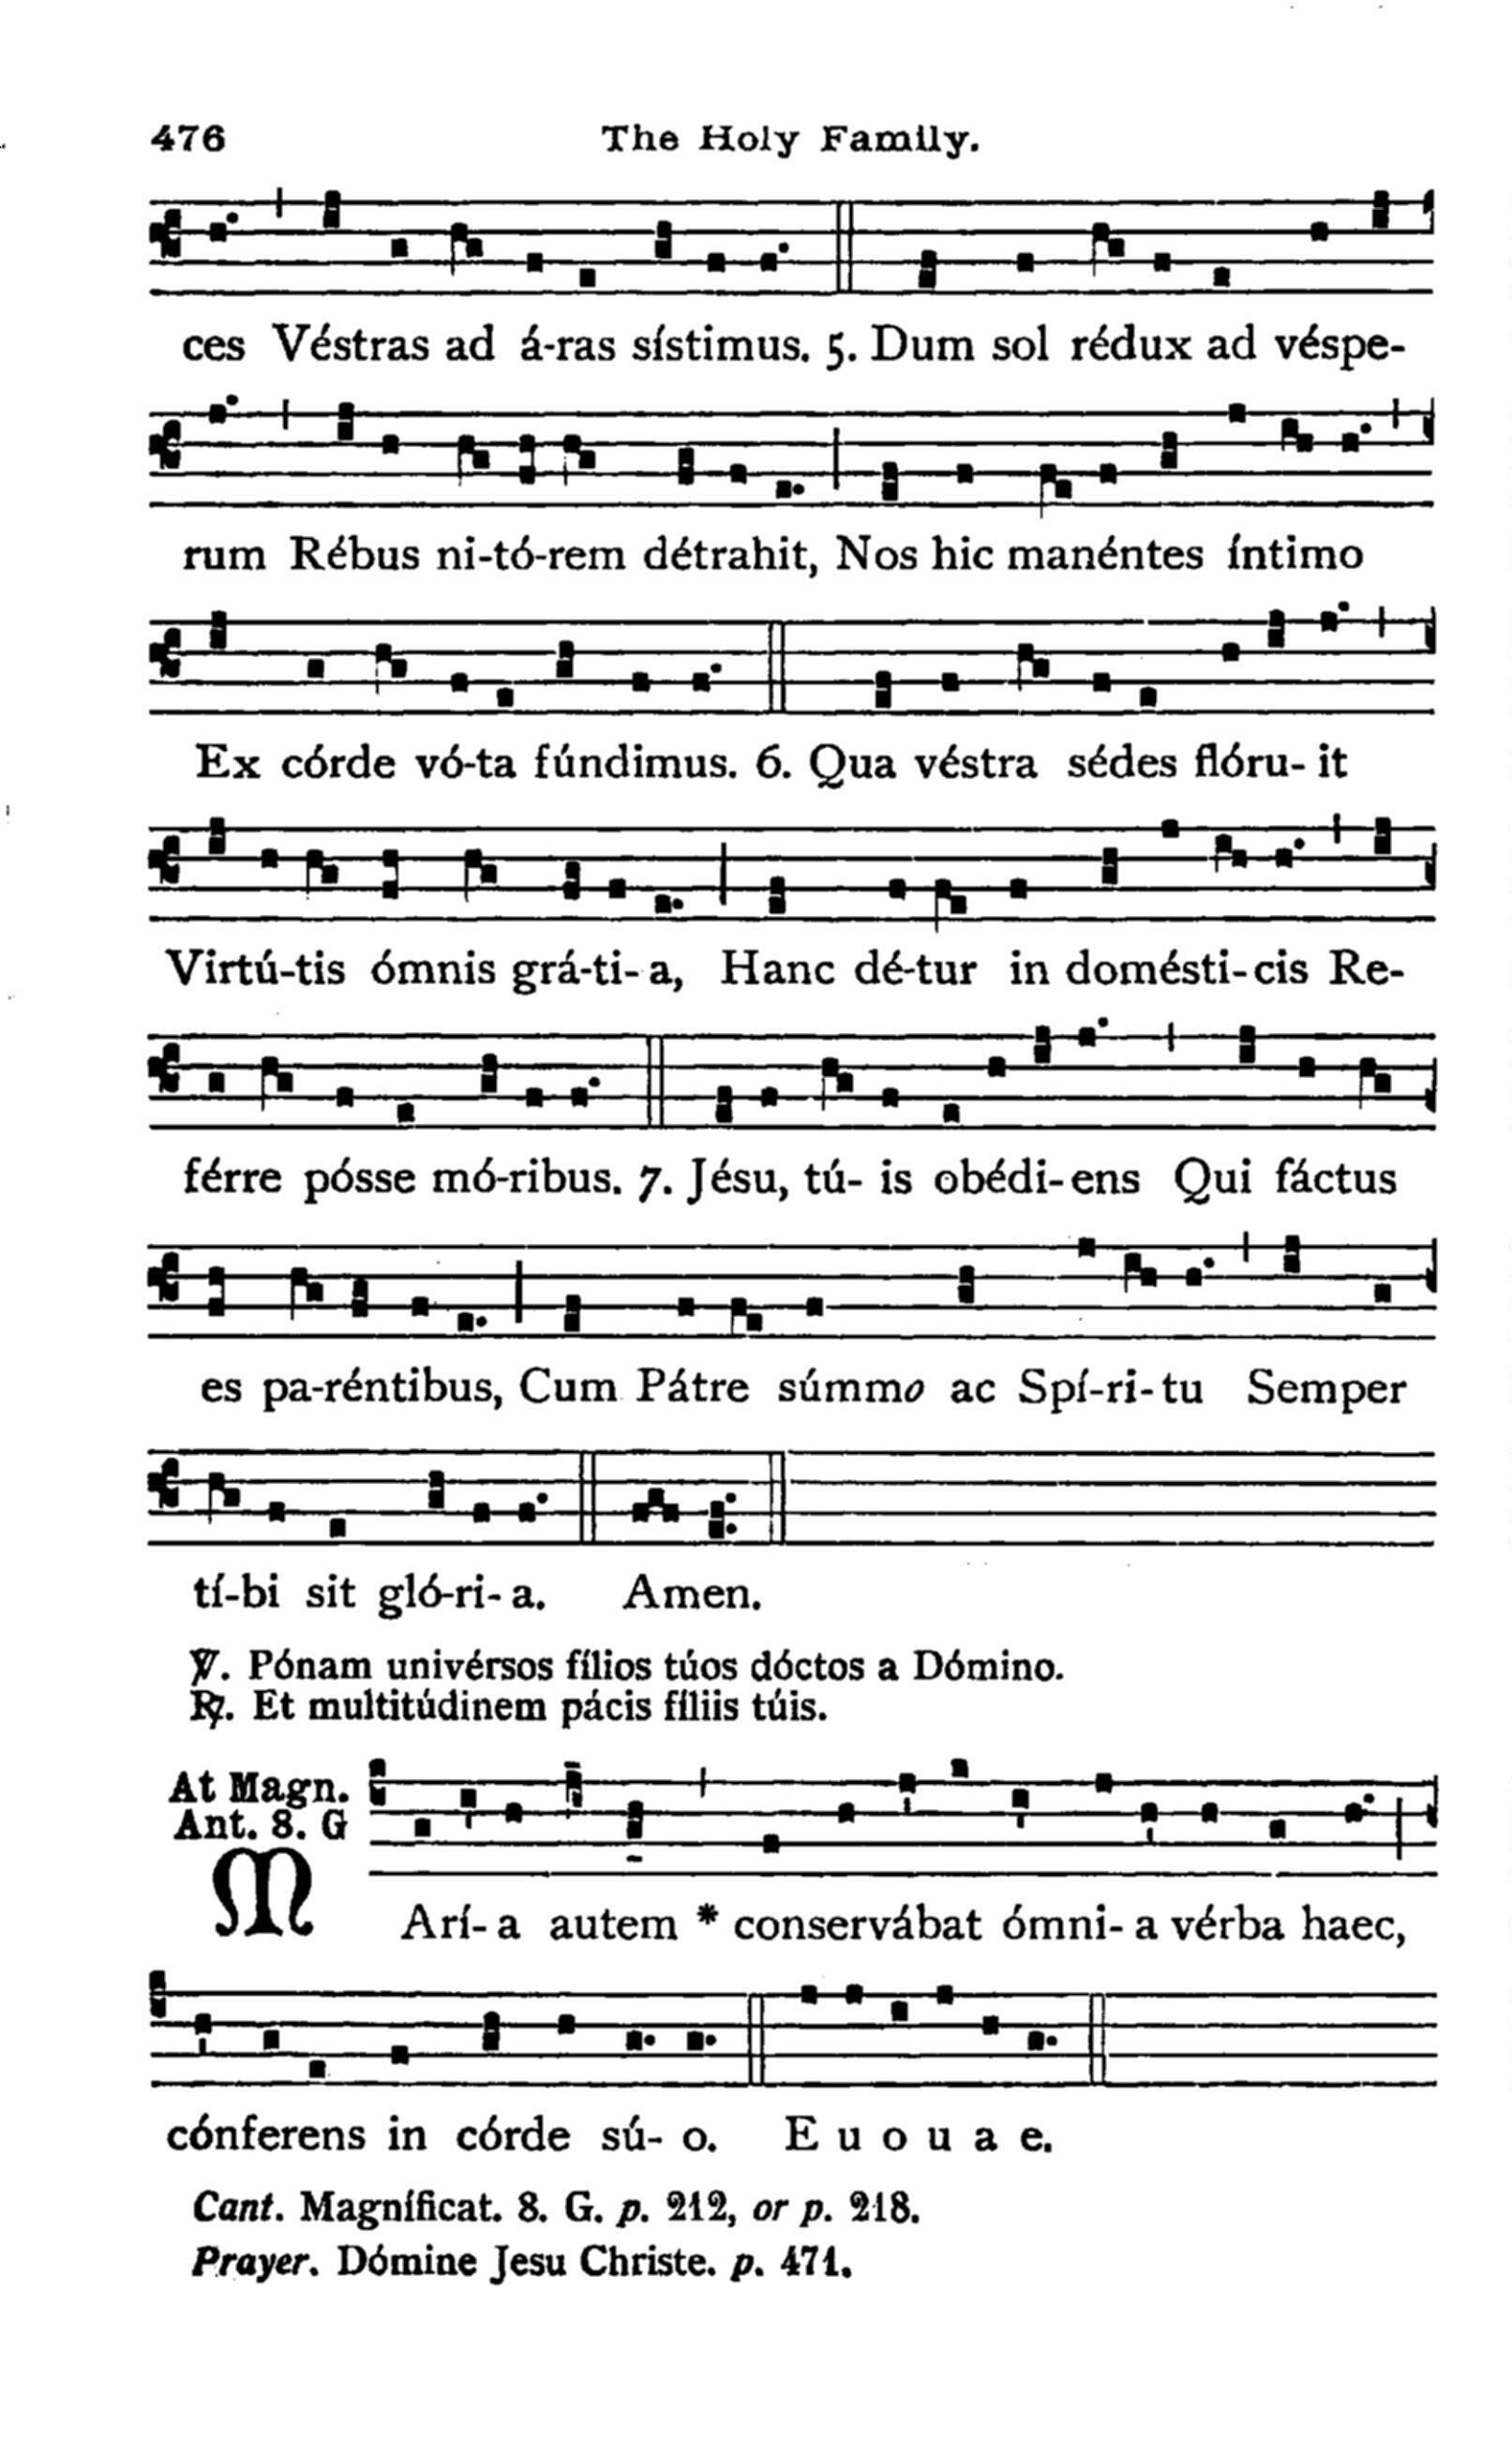 476 The Holy Family.
ces Véstras ad á-ras sístimus. 5. Dum sol rédux ad véspe-
rum Rébus ni-tó-rem détrahit, Nos hic manéntes íntimo
Ex córde vó-ta fúndimus. 6. Qua véstra sédes flóru- it
Virtú-tis ómnis grá-ti- a, Hanc dé-tur in domésti- cis Re-
férre pósse mó-ribus. 7. Jésu, tú- is obédi- ens Qui fáctus
es pa-réntibus, Cum Pátre súmmo ac Spí-ri- tu Semper
tí-bi sit gló-ri- a. Amen.
℣. Pónam univérsos fílios túos dóctos a Dómino.
℟. Et multitúdinem pácis fíliis túis.
At Magn.
Ant. 8. G
MArí- a autem * conservábat ómni- a vérba haec,
cónferens in córde sú- o. E u o u a e.
Cant. Magníficat. 8. G. p. 212, or p. 218.
Prayer. Dómine Jesu Christe. p. 471.